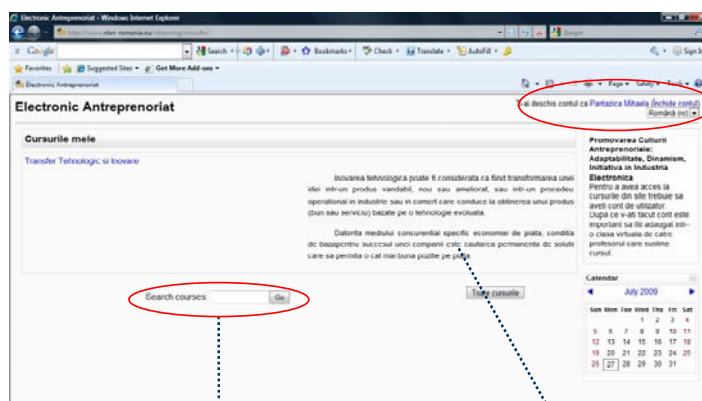 Electronic Antreprenoriat - Windows Internet Explorer
Google
Search
Bookmarks
Check
Translate
AutoFill
Sign In
Favorites
Suggested Sites
Get More Add-ons
Electronic Antreprenoriat
Page Safety Tools
Electronic Antreprenoriat
deschis contul ca Pantazica Mihaela (Închide contul)
Română (ro)
Cursurile mele
Transfer Tehnologic si Inovare
Inovarea tehnologica poate fi considerata ca fiind transformarea unei
idei intr-un produs vandabil, nou sau ameliorat, sau intr-un procedeu
operational in industrie sau in comert care conduce la obtinerea unui produs
(bun sau serviciu) bazate pe o tehnologie evoluata.
Datorita mediului concurential specific economiei de piata, conditia
de bazapentru succesul unei companii este cautarea permanenta de solutii
care sa permita o cat mai buna pozitie pe piata.
Search courses: Go
Toate cursurile
Promovarea Culturii
Antreprenoriale:
Adaptabilitate, Dinamism,
Initiativa in Industria
Electronica
Pentru a avea acces la
cursurile din site trebuie sa
aveti cont de utilizator.
Dupa ce v-ati facut cont este
important sa fiti adaugat intr-
o clasa virtuala de catre
profesorul care sustine
cursul.
Calendar
July 2009
Sun Mon Tue Wed Thu Fri Sat
1 2 3 4
5 6 7 8 9 10 11
12 13 14 15 16 17 18
19 20 21 22 23 24 25
26 27 28 29 30 31